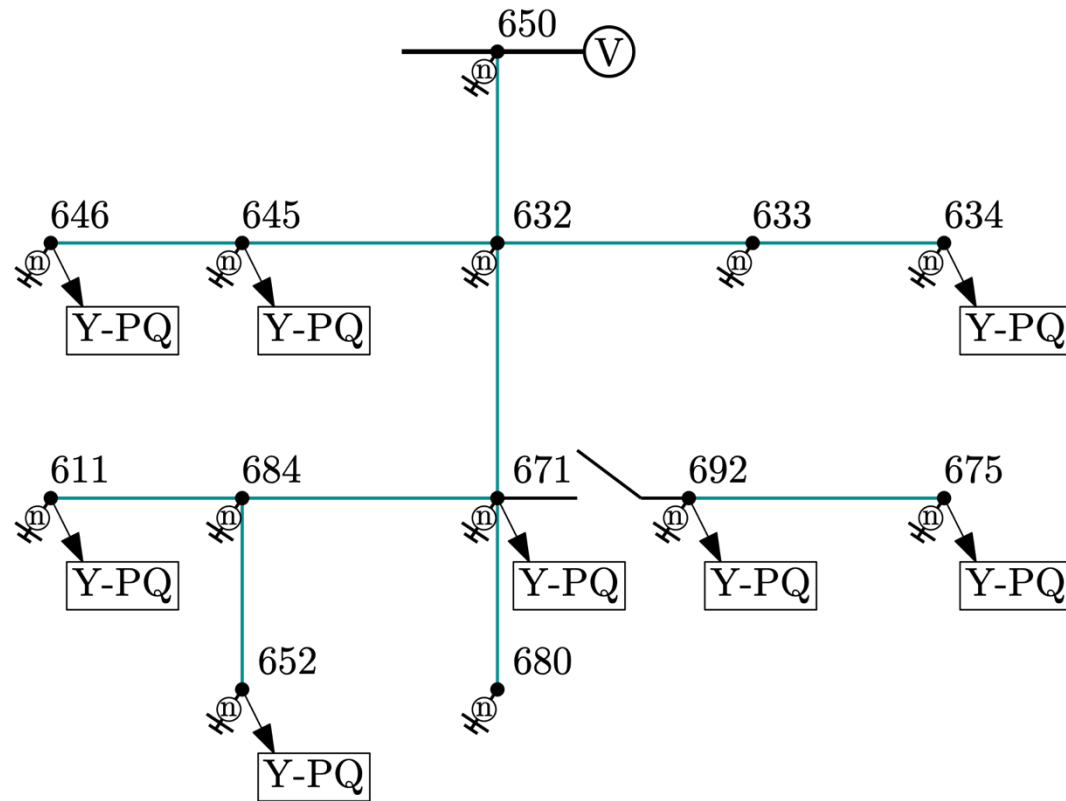 650
V
n
646 645 632 633 634
n n n n n
Y-PQ Y-PQ Y-PQ
611 684 671 692 675
n n n n n
Y-PQ Y-PQ Y-PQ Y-PQ
652 680
n n
Y-PQ